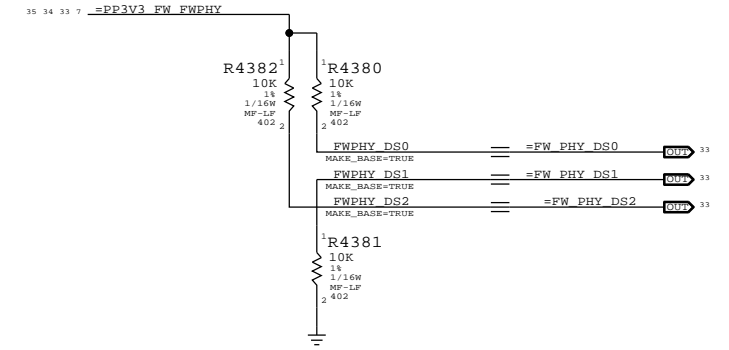 35 34 33 7 =PP3V3_FW_FWPHY
R4382 1
10K
1%
1/16W
MF-LF
402
2
1 R4380
10K
1%
1/16W
MF-LF
402
2
FWPHY_DS0 =FW_PHY_DS0 OUT 33
MAKE_BASE=TRUE
FWPHY_DS1 =FW_PHY_DS1 OUT 33
MAKE_BASE=TRUE
FWPHY_DS2 =FW_PHY_DS2 OUT 33
MAKE_BASE=TRUE
1 R4381
10K
1%
1/16W
MF-LF
2 402